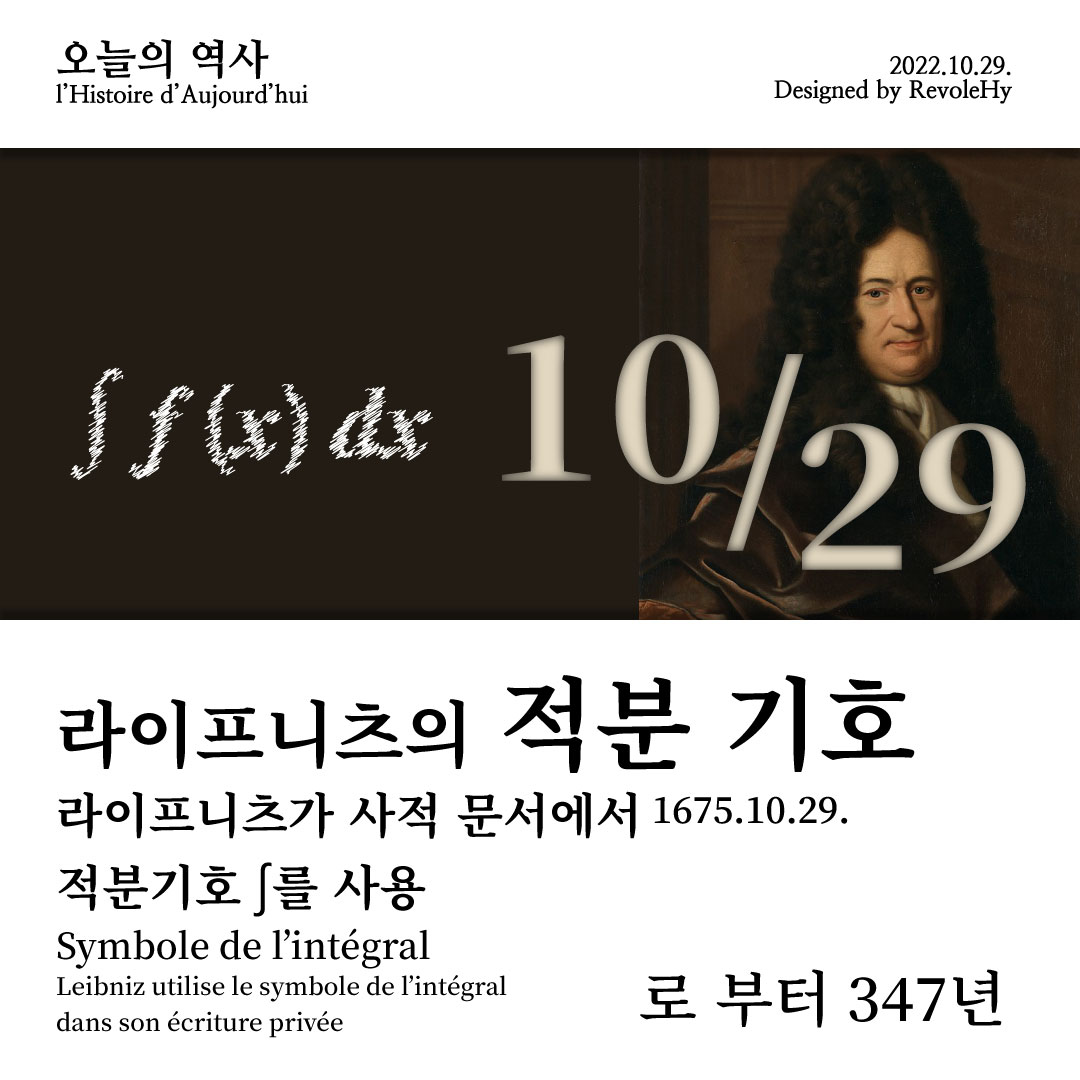 오늘의 역사
l’Histoire d’Aujourd’hui
2022.10.29.
Designed by RevoleHy
∫ f (x) dx
10/29
라이프니츠의 적분 기호
라이프니츠가 사적 문서에서 1675.10.29.
적분기호 ∫를 사용
Symbole de l’intégral
Leibniz utilise le symbole de l’intégral
dans son écriture privée
로 부터 347년